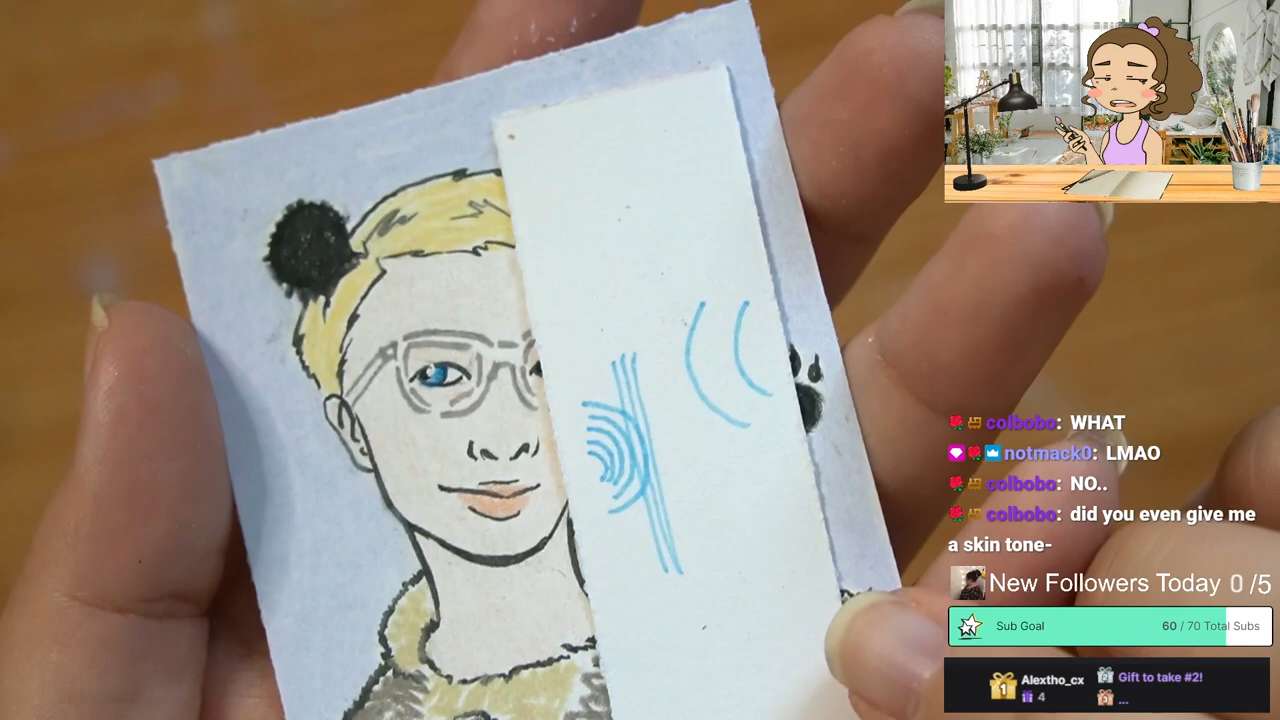 colbobo: WHAT
notmack0: LMAO
colbobo: NO..
colbobo: did you even give me
a skin tone-
New Followers Today 0 /5
Sub Goal 60 / 70 Total Subs
1 Alextho_cx
4
Gift to take #2!
...